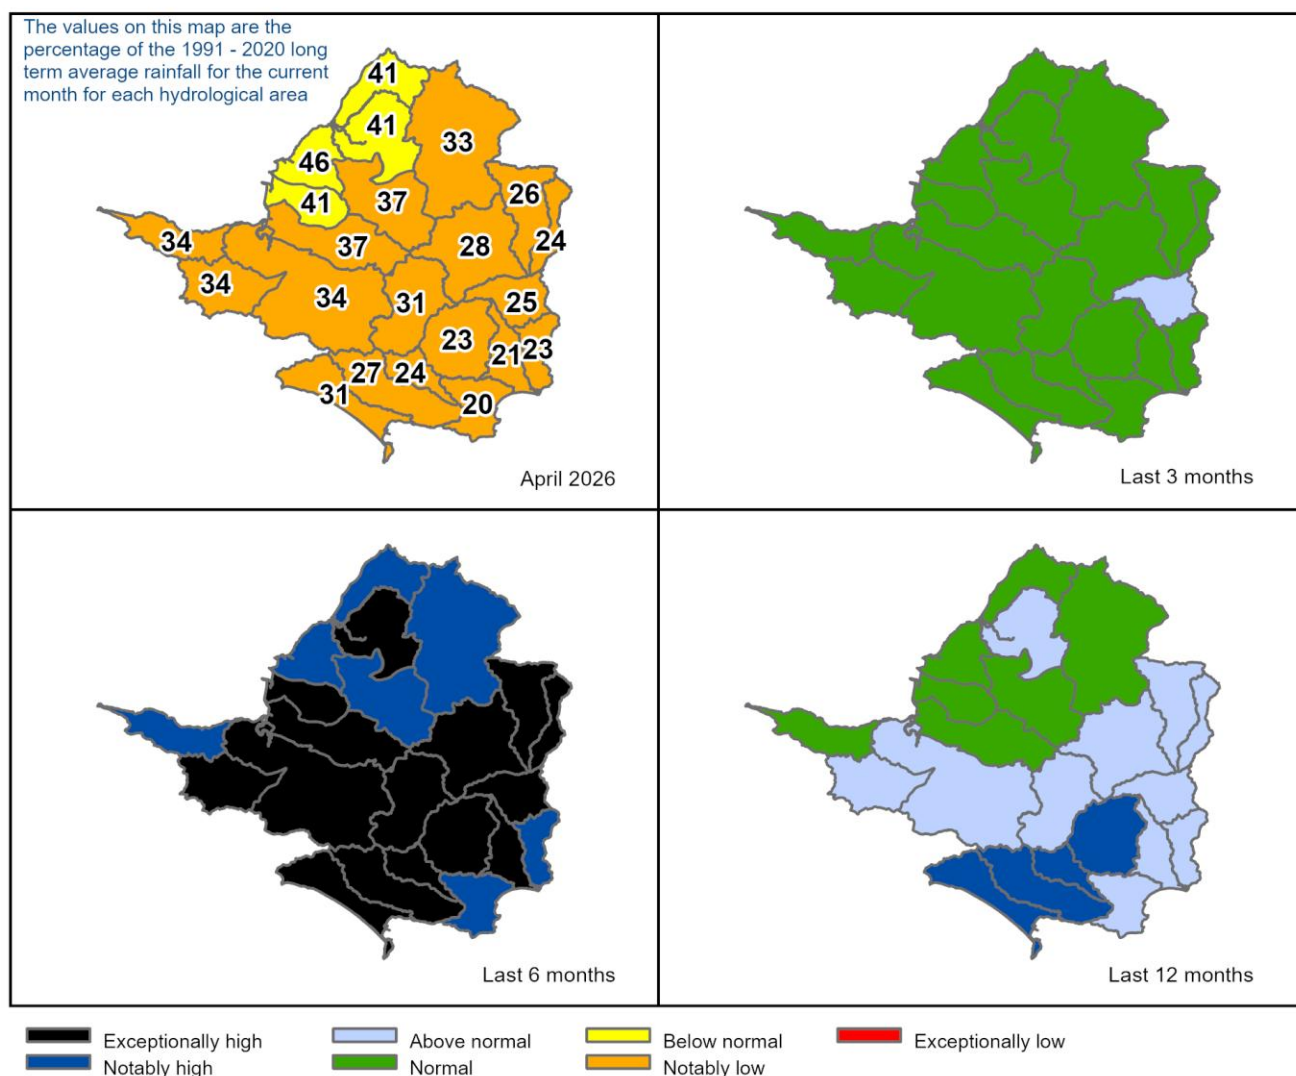 The values on this map are the
percentage of the 1991 - 2020 long
term average rainfall for the current
month for each hydrological area
41
41
33
46
26
41
37
34
37
28
24
34
34
31
25
23
21
23
27
24
31
20
April 2026
Last 3 months
Last 6 months
Last 12 months
Exceptionally high
Above normal
Below normal
Exceptionally low
Notably high
Normal
Notably low